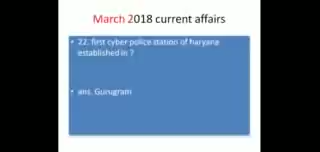 March 2018 current affairs
• 22. first cyber police station of haryana
established in ?
• ans. Gurugram